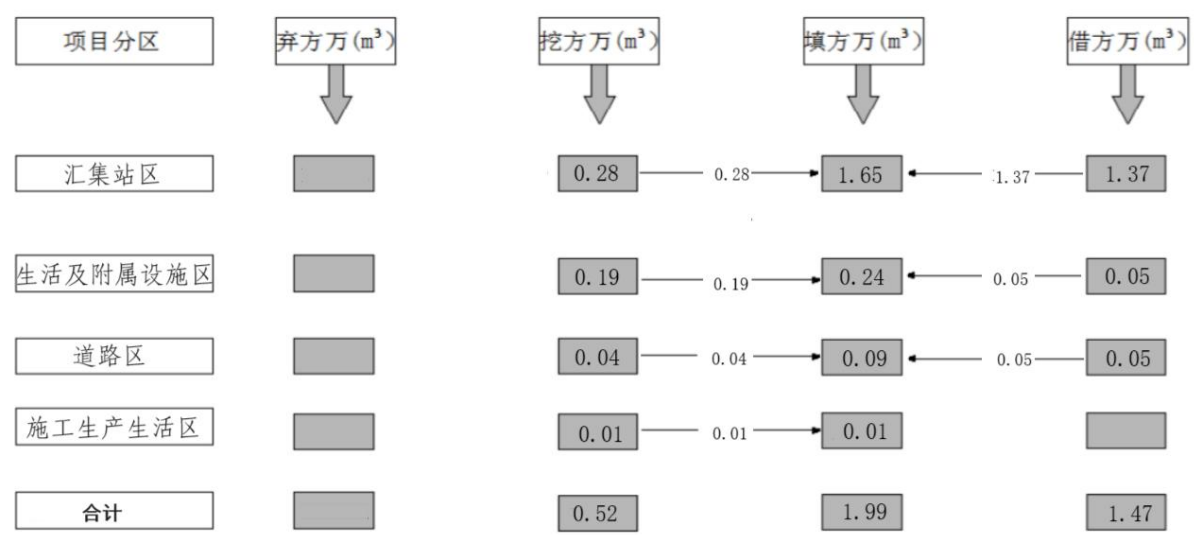 项目分区 弃方万(m³) 挖方万(m³) 填方万(m³) 借方万(m³)
汇集站区 0.28 0.28 1.65 1.37 1.37
生活及附属设施区 0.19 0.19 0.24 0.05 0.05
道路区 0.04 0.04 0.09 0.05 0.05
施工生产生活区 0.01 0.01 0.01
合计 0.52 1.99 1.47